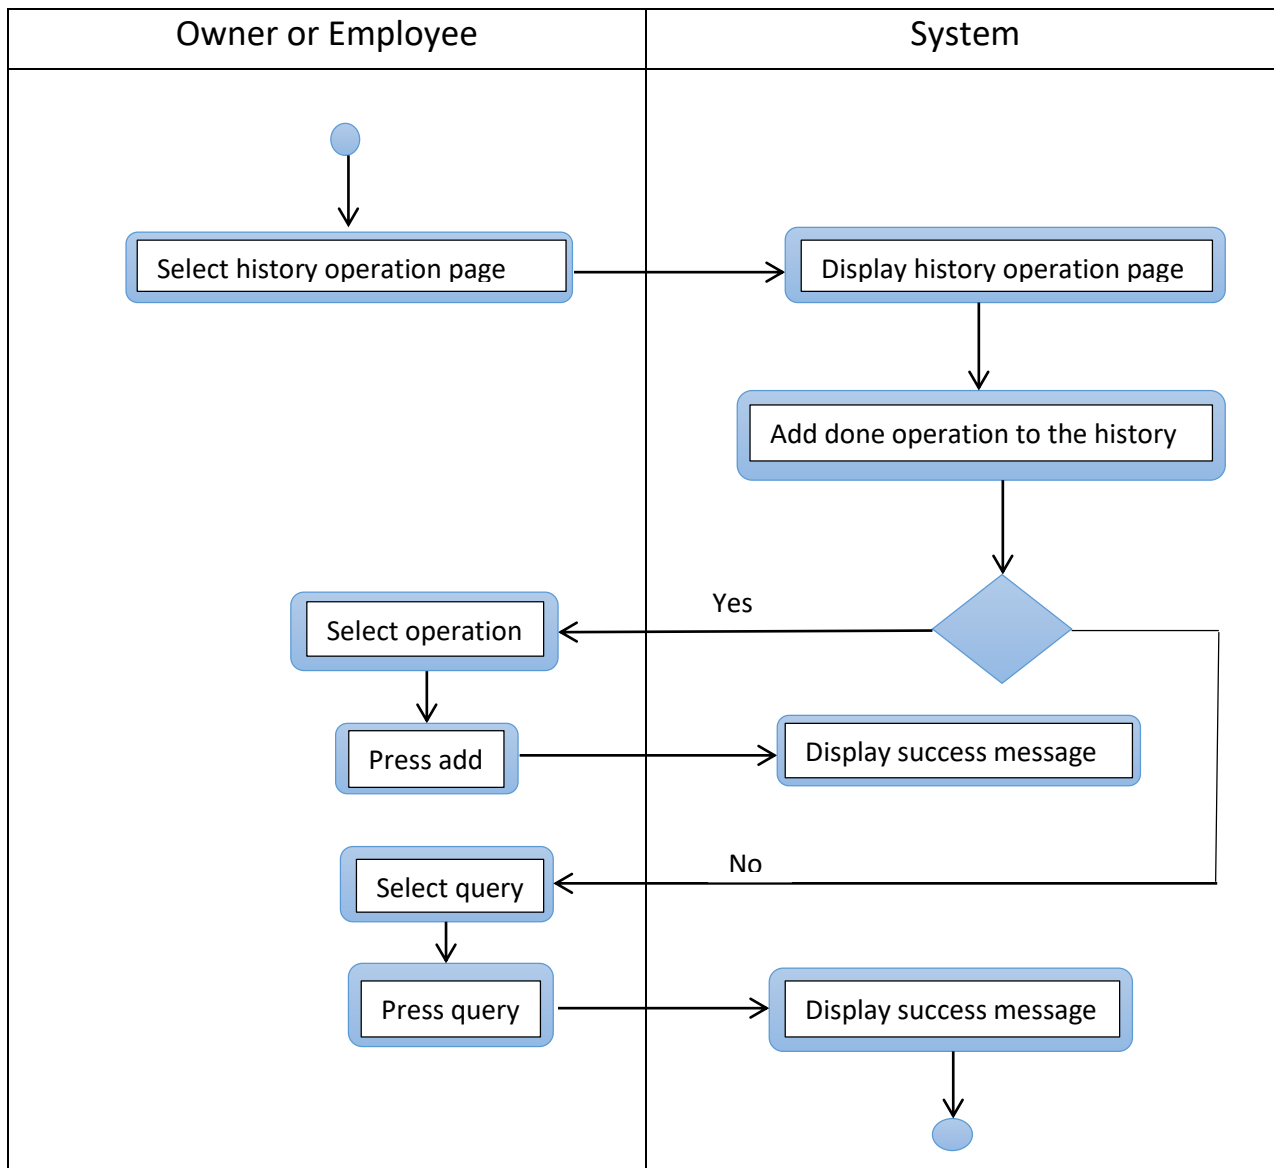 Owner or Employee
System
Select history operation page
Display history operation page
Add done operation to the history
Yes
Select operation
Press add
Display success message
No
Select query
Press query
Display success message